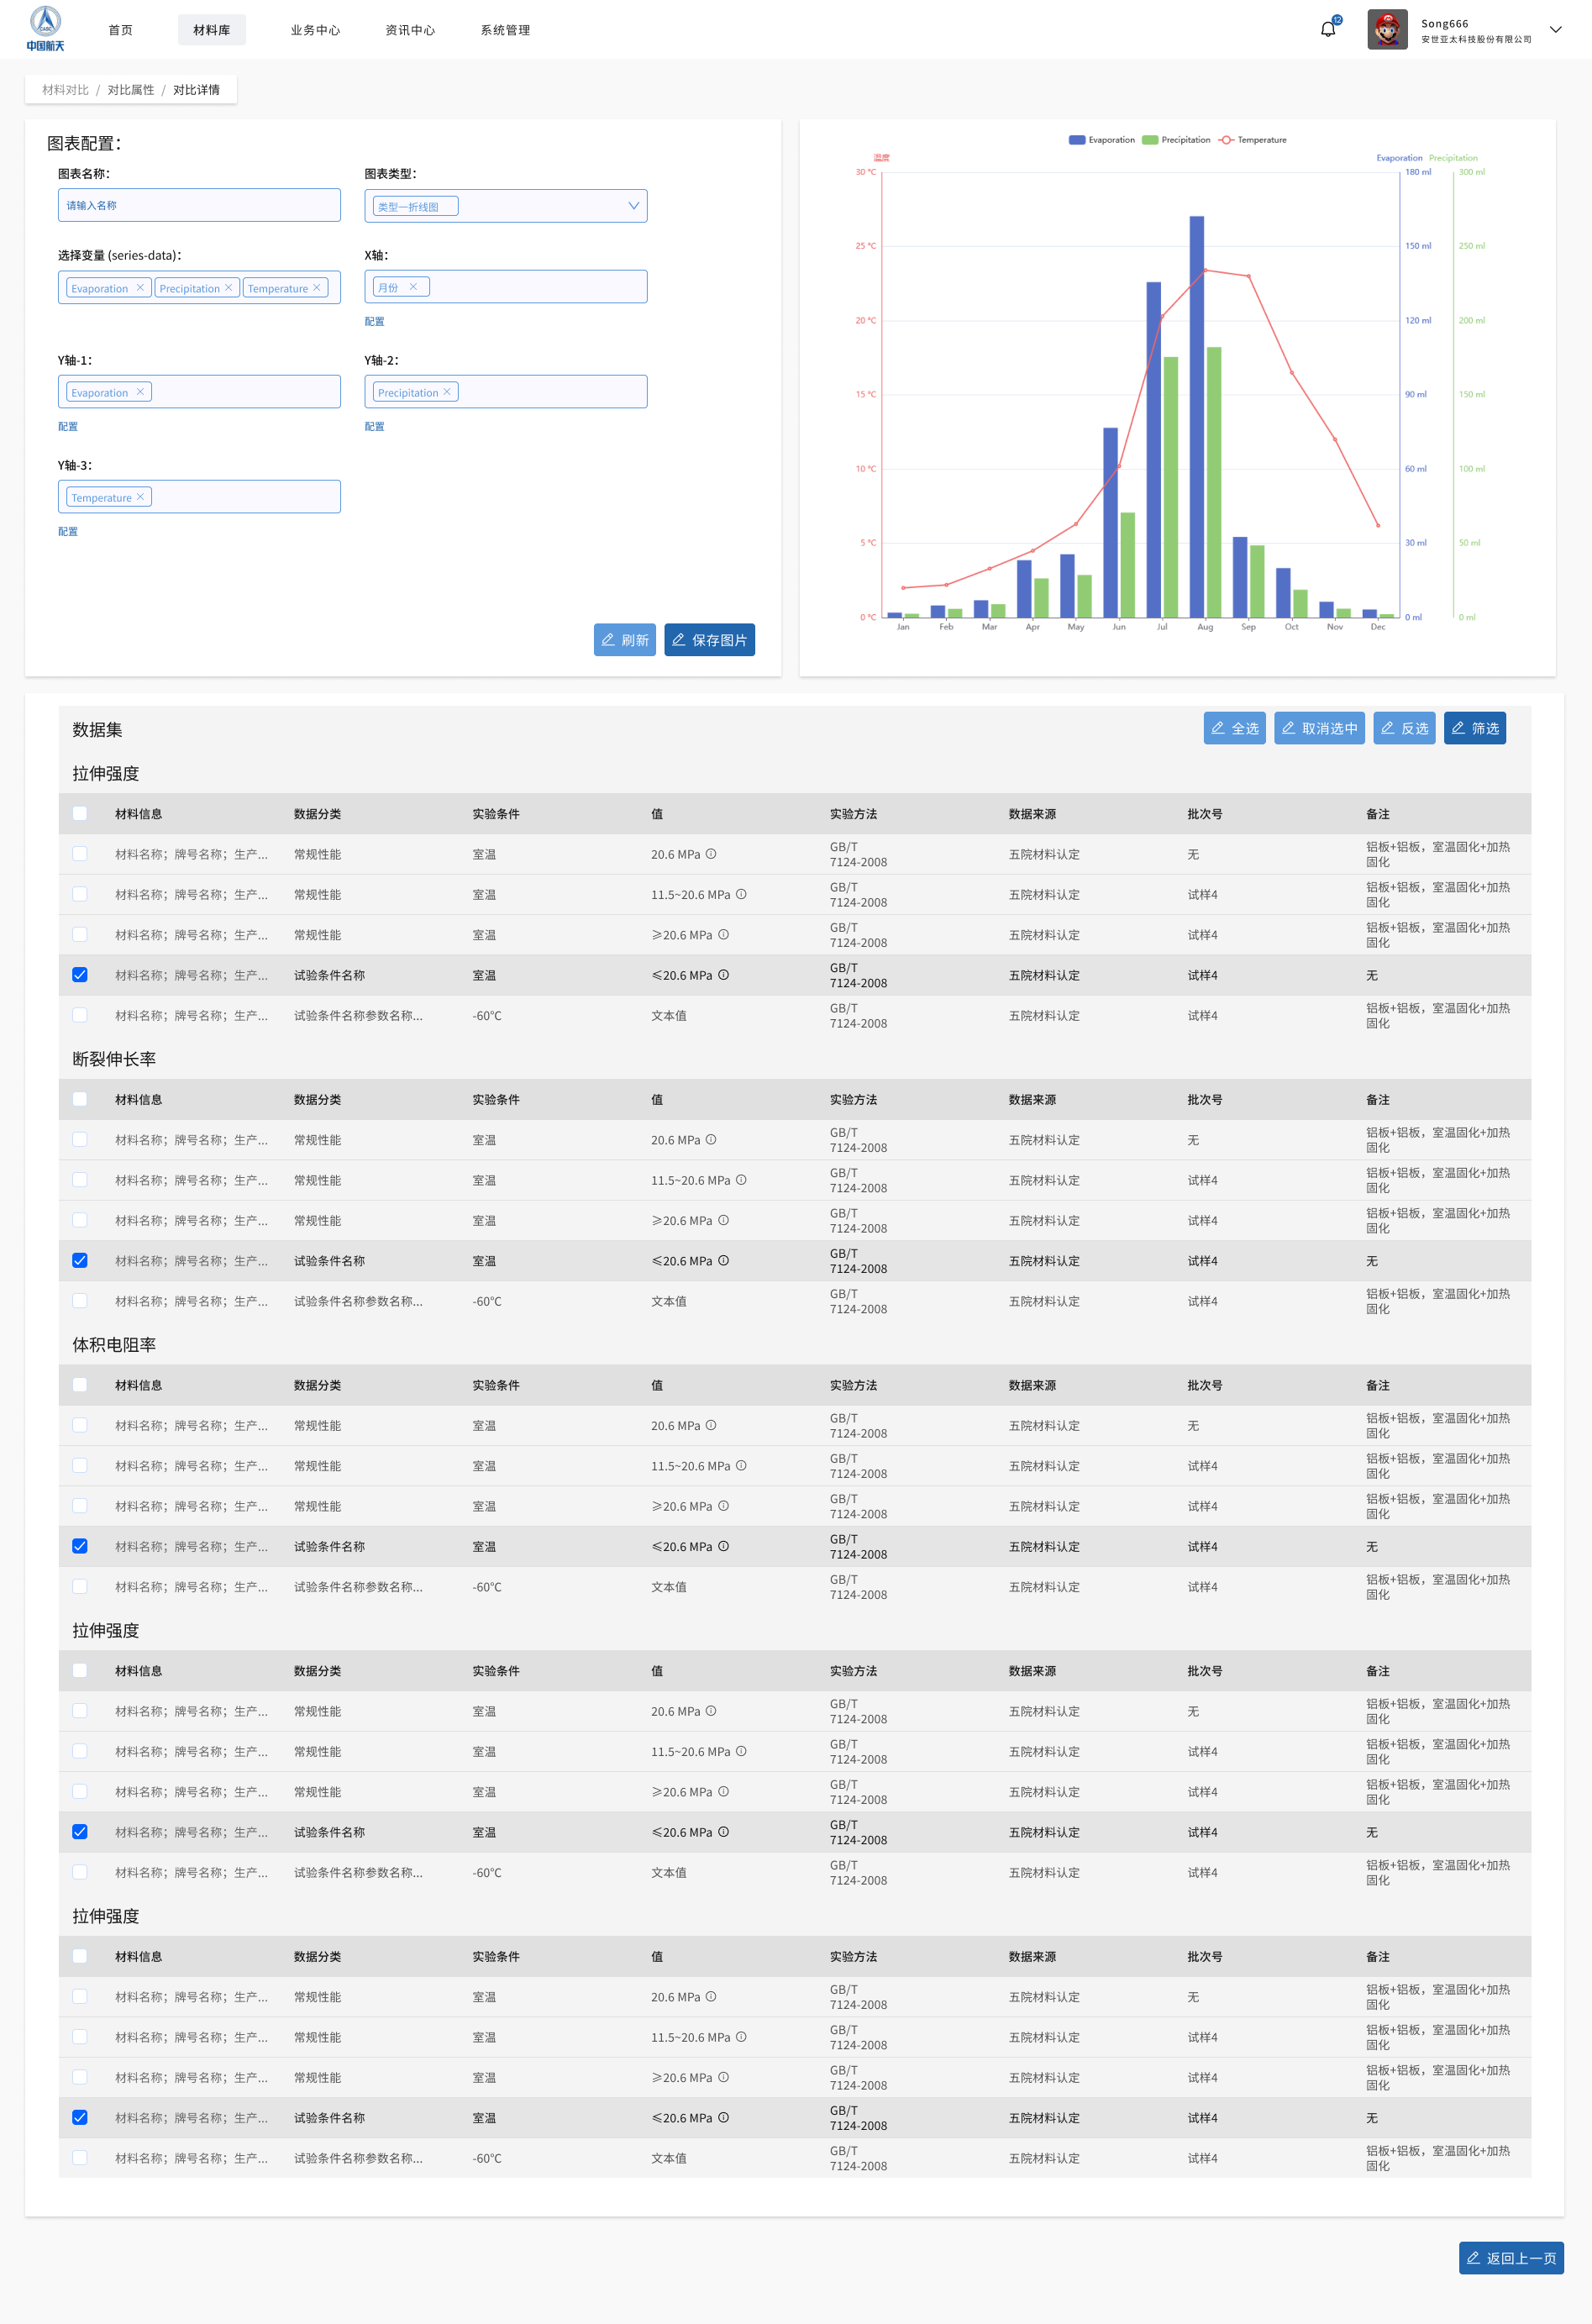 中国航天
首页 材料库 业务中心 资讯中心 系统管理
12
Song666
安世亚太科技股份有限公司
材料对比 / 对比属性 / 对比详情
图表配置：
图表名称：
请输入名称
图表类型：
类型一折线图
选择变量 (series-data)：
Evaporation Precipitation Temperature
X轴：
月份
配置
Y轴-1：
Evaporation
配置
Y轴-2：
Precipitation
配置
Y轴-3：
Temperature
配置
刷新 保存图片
Evaporation Precipitation Temperature
温度 Evaporation Precipitation
30 °C 180 ml 300 ml
25 °C 150 ml 250 ml
20 °C 120 ml 200 ml
15 °C 90 ml 150 ml
10 °C 60 ml 100 ml
5 °C 30 ml 50 ml
0 °C 0 ml 0 ml
Jan Feb Mar Apr May Jun Jul Aug Sep Oct Nov Dec
数据集 全选 取消选中 反选 筛选
拉伸强度
材料信息 数据分类 实验条件 值 实验方法 数据来源 批次号 备注
材料名称；牌号名称；生产... 常规性能 室温 20.6 MPa GB/T 7124-2008 五院材料认定 无 铝板+铝板，室温固化+加热固化
材料名称；牌号名称；生产... 常规性能 室温 11.5~20.6 MPa GB/T 7124-2008 五院材料认定 试样4 铝板+铝板，室温固化+加热固化
材料名称；牌号名称；生产... 常规性能 室温 ≥20.6 MPa GB/T 7124-2008 五院材料认定 试样4 铝板+铝板，室温固化+加热固化
材料名称；牌号名称；生产... 试验条件名称 室温 ≤20.6 MPa GB/T 7124-2008 五院材料认定 试样4 无
材料名称；牌号名称；生产... 试验条件名称参数名称... -60℃ 文本值 GB/T 7124-2008 五院材料认定 试样4 铝板+铝板，室温固化+加热固化
断裂伸长率
材料信息 数据分类 实验条件 值 实验方法 数据来源 批次号 备注
材料名称；牌号名称；生产... 常规性能 室温 20.6 MPa GB/T 7124-2008 五院材料认定 无 铝板+铝板，室温固化+加热固化
材料名称；牌号名称；生产... 常规性能 室温 11.5~20.6 MPa GB/T 7124-2008 五院材料认定 试样4 铝板+铝板，室温固化+加热固化
材料名称；牌号名称；生产... 常规性能 室温 ≥20.6 MPa GB/T 7124-2008 五院材料认定 试样4 铝板+铝板，室温固化+加热固化
材料名称；牌号名称；生产... 试验条件名称 室温 ≤20.6 MPa GB/T 7124-2008 五院材料认定 试样4 无
材料名称；牌号名称；生产... 试验条件名称参数名称... -60℃ 文本值 GB/T 7124-2008 五院材料认定 试样4 铝板+铝板，室温固化+加热固化
体积电阻率
材料信息 数据分类 实验条件 值 实验方法 数据来源 批次号 备注
材料名称；牌号名称；生产... 常规性能 室温 20.6 MPa GB/T 7124-2008 五院材料认定 无 铝板+铝板，室温固化+加热固化
材料名称；牌号名称；生产... 常规性能 室温 11.5~20.6 MPa GB/T 7124-2008 五院材料认定 试样4 铝板+铝板，室温固化+加热固化
材料名称；牌号名称；生产... 常规性能 室温 ≥20.6 MPa GB/T 7124-2008 五院材料认定 试样4 铝板+铝板，室温固化+加热固化
材料名称；牌号名称；生产... 试验条件名称 室温 ≤20.6 MPa GB/T 7124-2008 五院材料认定 试样4 无
材料名称；牌号名称；生产... 试验条件名称参数名称... -60℃ 文本值 GB/T 7124-2008 五院材料认定 试样4 铝板+铝板，室温固化+加热固化
拉伸强度
材料信息 数据分类 实验条件 值 实验方法 数据来源 批次号 备注
材料名称；牌号名称；生产... 常规性能 室温 20.6 MPa GB/T 7124-2008 五院材料认定 无 铝板+铝板，室温固化+加热固化
材料名称；牌号名称；生产... 常规性能 室温 11.5~20.6 MPa GB/T 7124-2008 五院材料认定 试样4 铝板+铝板，室温固化+加热固化
材料名称；牌号名称；生产... 常规性能 室温 ≥20.6 MPa GB/T 7124-2008 五院材料认定 试样4 铝板+铝板，室温固化+加热固化
材料名称；牌号名称；生产... 试验条件名称 室温 ≤20.6 MPa GB/T 7124-2008 五院材料认定 试样4 无
材料名称；牌号名称；生产... 试验条件名称参数名称... -60℃ 文本值 GB/T 7124-2008 五院材料认定 试样4 铝板+铝板，室温固化+加热固化
拉伸强度
材料信息 数据分类 实验条件 值 实验方法 数据来源 批次号 备注
材料名称；牌号名称；生产... 常规性能 室温 20.6 MPa GB/T 7124-2008 五院材料认定 无 铝板+铝板，室温固化+加热固化
材料名称；牌号名称；生产... 常规性能 室温 11.5~20.6 MPa GB/T 7124-2008 五院材料认定 试样4 铝板+铝板，室温固化+加热固化
材料名称；牌号名称；生产... 常规性能 室温 ≥20.6 MPa GB/T 7124-2008 五院材料认定 试样4 铝板+铝板，室温固化+加热固化
材料名称；牌号名称；生产... 试验条件名称 室温 ≤20.6 MPa GB/T 7124-2008 五院材料认定 试样4 无
材料名称；牌号名称；生产... 试验条件名称参数名称... -60℃ 文本值 GB/T 7124-2008 五院材料认定 试样4 铝板+铝板，室温固化+加热固化
返回上一页